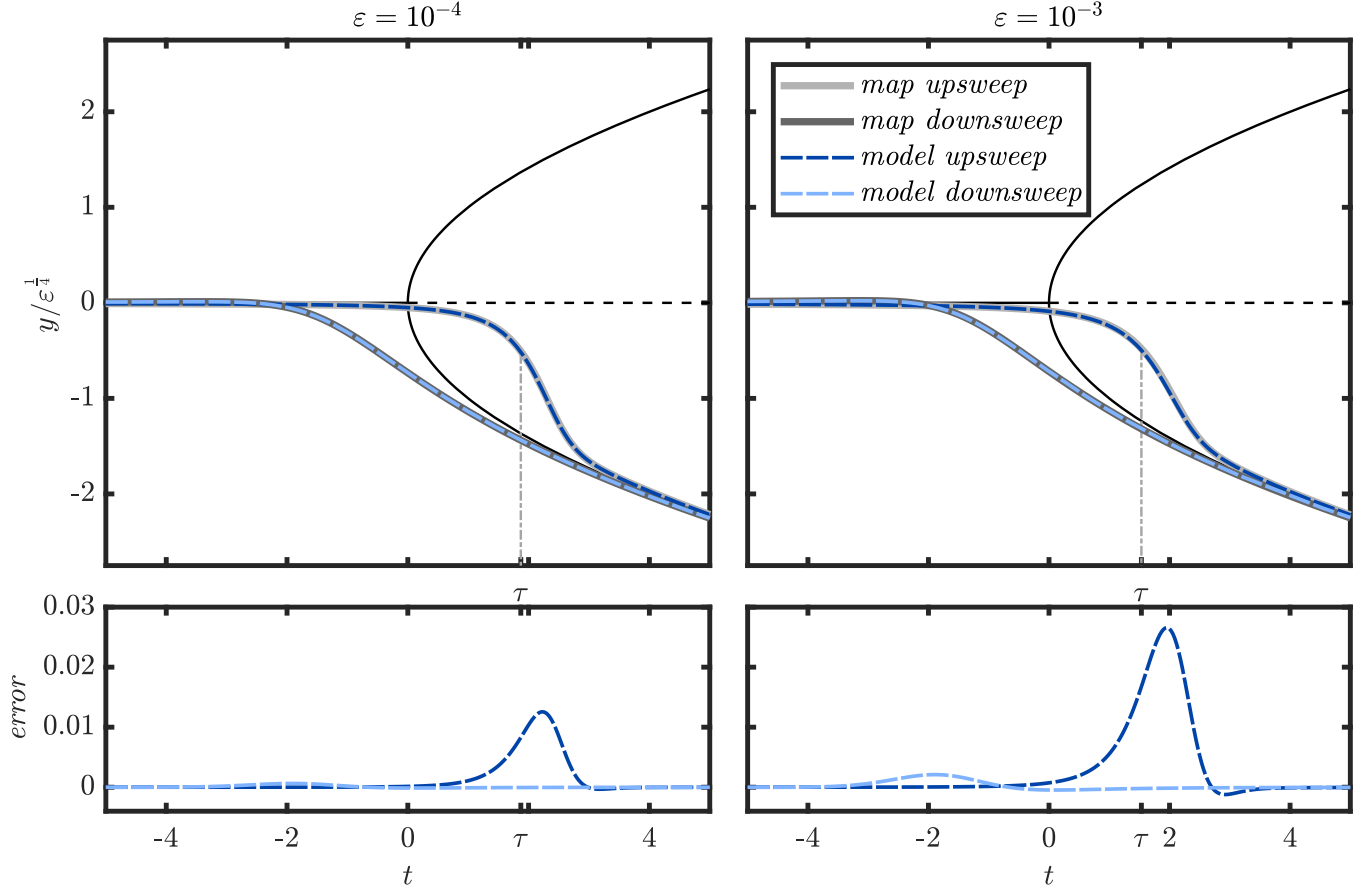 ε = 10⁻⁴
ε = 10⁻³
map upsweep
map downsweep
model upsweep
model downsweep
y/ε^{1/4}
2
1
0
-1
-2
τ
τ
error
0.03
0.02
0.01
0
-4 -2 0 τ 4
-4 -2 0 τ 2 4
t
t